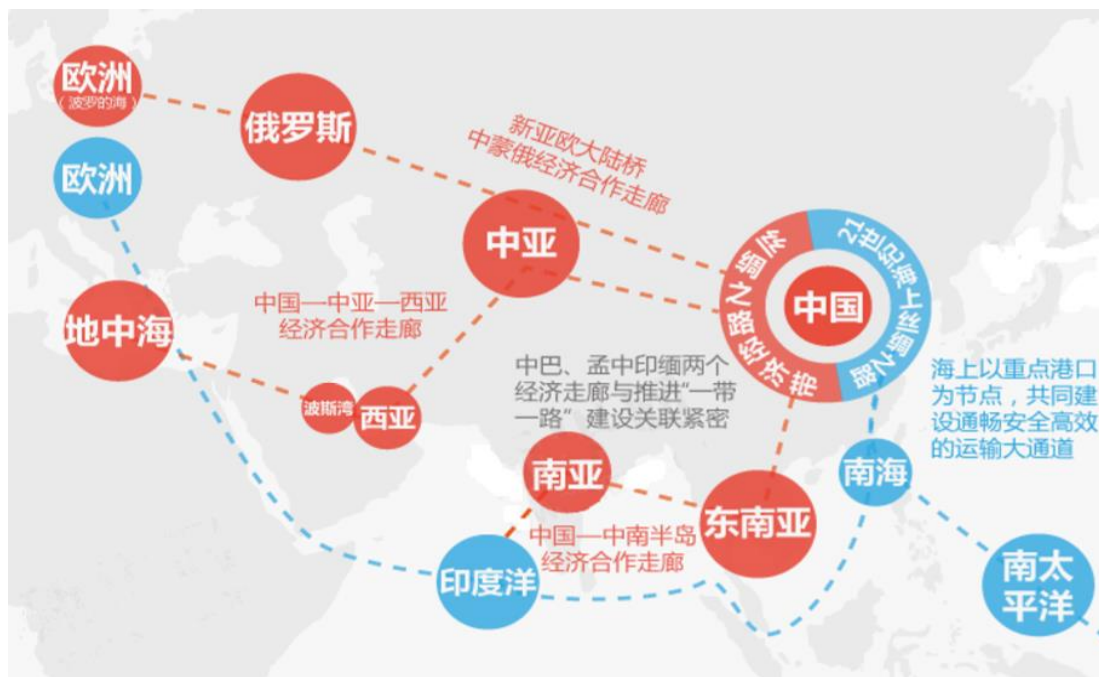 欧洲
（波罗的海）
俄罗斯
新亚欧大陆桥
中蒙俄经济合作走廊
欧洲
中亚
丝绸之路经济带
21世纪海上丝绸之路
中国
地中海
中国—中亚—西亚
经济合作走廊
波斯湾
西亚
中巴、孟中印缅两个
经济走廊与推进“一带
一路” 建设关联紧密
海上以重点港口
为节点，共同建
设通畅安全高效
的运输大通道
南亚
南海
东南亚
中国—中南半岛
经济合作走廊
印度洋
南太
平洋